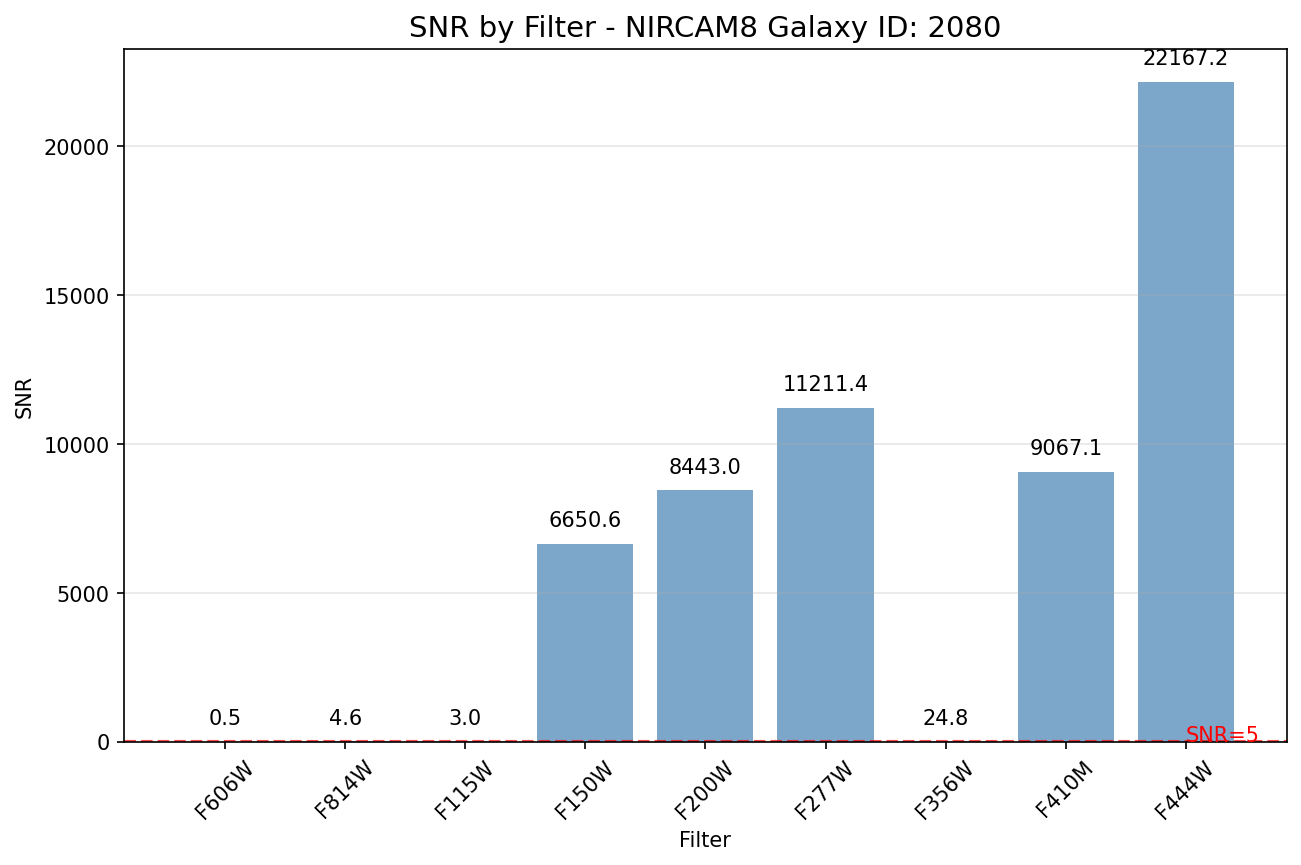 SNR by Filter - NIRCAM8 Galaxy ID: 2080
22167.2
20000
15000
11211.4
10000
9067.1
8443.0
6650.6
5000
0.5
4.6
3.0
24.8
0
SNR=5
SNR
F606W
F814W
F115W
F150W
F200W
F277W
F356W
F410M
F444W
Filter